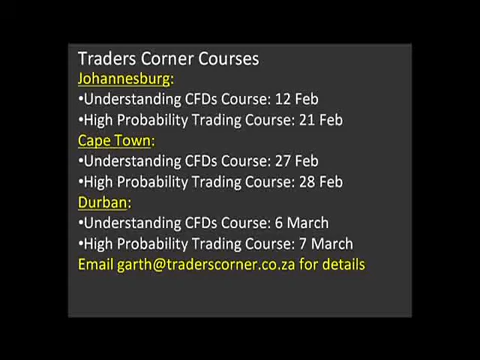 Traders Corner Courses
Johannesburg:
•Understanding CFDs Course: 12 Feb
•High Probability Trading Course: 21 Feb
Cape Town:
•Understanding CFDs Course: 27 Feb
•High Probability Trading Course: 28 Feb
Durban:
•Understanding CFDs Course: 6 March
•High Probability Trading Course: 7 March
Email garth@traderscorner.co.za for details